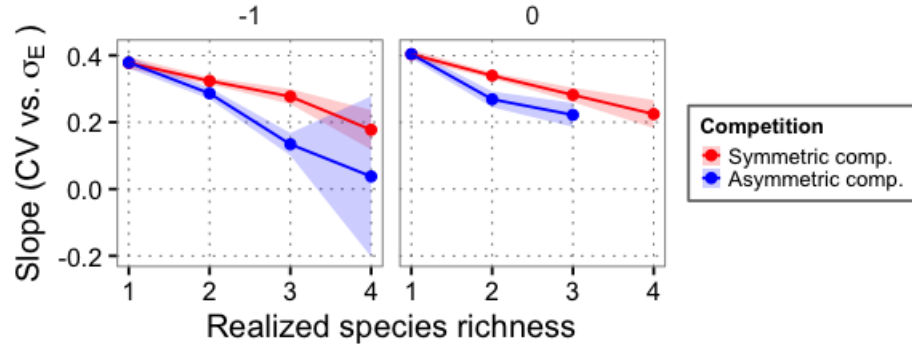 -1
0
Slope (CV vs. σE)
0.4
0.2
0.0
-0.2
1 2 3 4
1 2 3 4
Realized species richness
Competition
Symmetric comp.
Asymmetric comp.